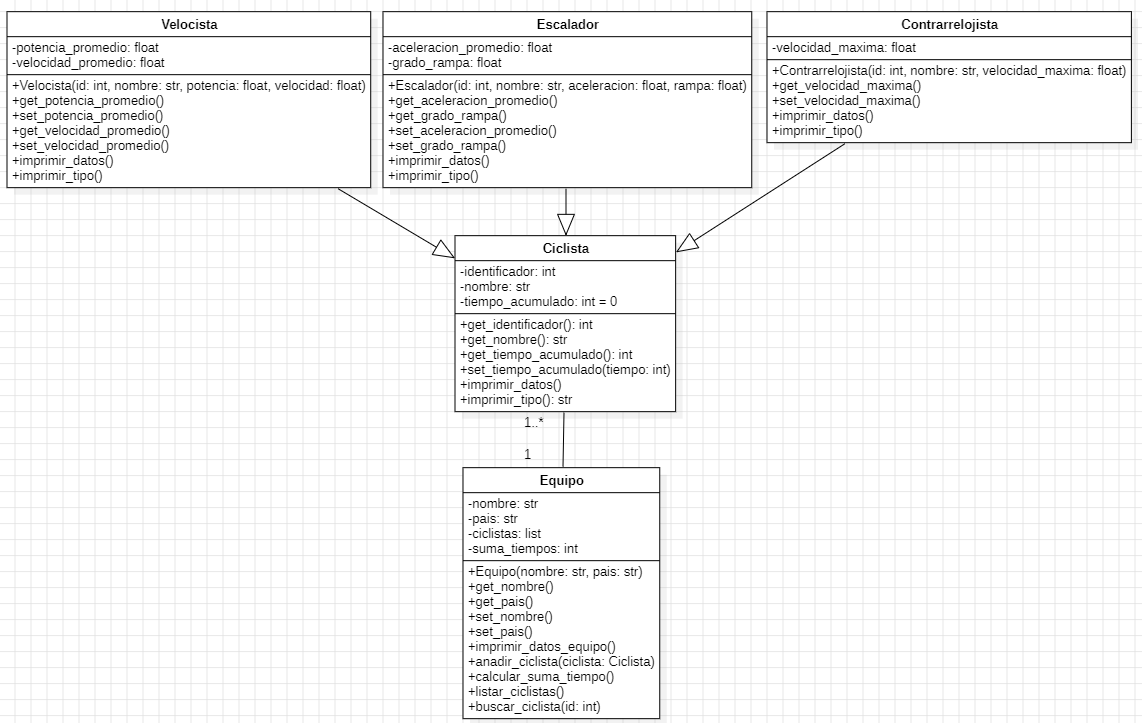 Velocista
-potencia_promedio: float
-velocidad_promedio: float
+Velocista(id: int, nombre: str, potencia: float, velocidad: float)
+get_potencia_promedio()
+set_potencia_promedio()
+get_velocidad_promedio()
+set_velocidad_promedio()
+imprimir_datos()
+imprimir_tipo()
Escalador
-aceleracion_promedio: float
-grado_rampa: float
+Escalador(id: int, nombre: str, aceleracion: float, rampa: float)
+get_aceleracion_promedio()
+get_grado_rampa()
+set_aceleracion_promedio()
+set_grado_rampa()
+imprimir_datos()
+imprimir_tipo()
Contrarrelojista
-velocidad_maxima: float
+Contrarrelojista(id: int, nombre: str, velocidad_maxima: float)
+get_velocidad_maxima()
+set_velocidad_maxima()
+imprimir_datos()
+imprimir_tipo()
Ciclista
-identificador: int
-nombre: str
-tiempo_acumulado: int = 0
+get_identificador(): int
+get_nombre(): str
+get_tiempo_acumulado(): int
+set_tiempo_acumulado(tiempo: int)
+imprimir_datos()
+imprimir_tipo(): str
1..*
1
Equipo
-nombre: str
-pais: str
-ciclistas: list
-suma_tiempos: int
+Equipo(nombre: str, pais: str)
+get_nombre()
+get_pais()
+set_nombre()
+set_pais()
+imprimir_datos_equipo()
+anadir_ciclista(ciclista: Ciclista)
+calcular_suma_tiempo()
+listar_ciclistas()
+buscar_ciclista(id: int)